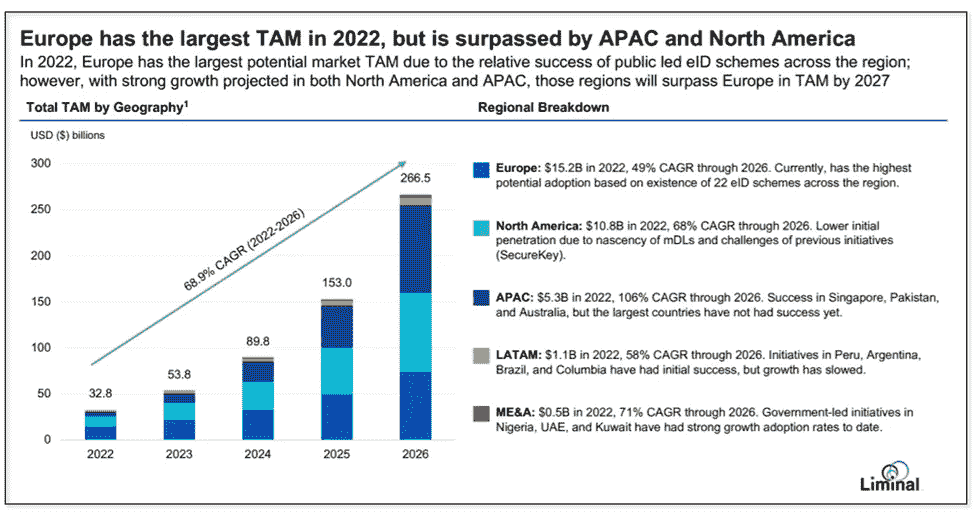 Europe has the largest TAM in 2022, but is surpassed by APAC and North America
In 2022, Europe has the largest potential market TAM due to the relative success of public led eID schemes across the region;
however, with strong growth projected in both North America and APAC, those regions will surpass Europe in TAM by 2027
Total TAM by Geography1
USD ($) billions
300
250
200
150
100
50
0
68.9% CAGR (2022-2026)
32.8
53.8
89.8
153.0
266.5
2022
2023
2024
2025
2026
Regional Breakdown
Europe: $15.2B in 2022, 49% CAGR through 2026. Currently, has the highest
potential adoption based on existence of 22 eID schemes across the region.
North America: $10.8B in 2022, 68% CAGR through 2026. Lower initial
penetration due to nascency of mDLs and challenges of previous initiatives
(SecureKey).
APAC: $5.3B in 2022, 106% CAGR through 2026. Success in Singapore, Pakistan,
and Australia, but the largest countries have not had success yet.
LATAM: $1.1B in 2022, 58% CAGR through 2026. Initiatives in Peru, Argentina,
Brazil, and Columbia have had initial success, but growth has slowed.
ME&A: $0.5B in 2022, 71% CAGR through 2026. Government-led initiatives in
Nigeria, UAE, and Kuwait have had strong growth adoption rates to date.
Liminal